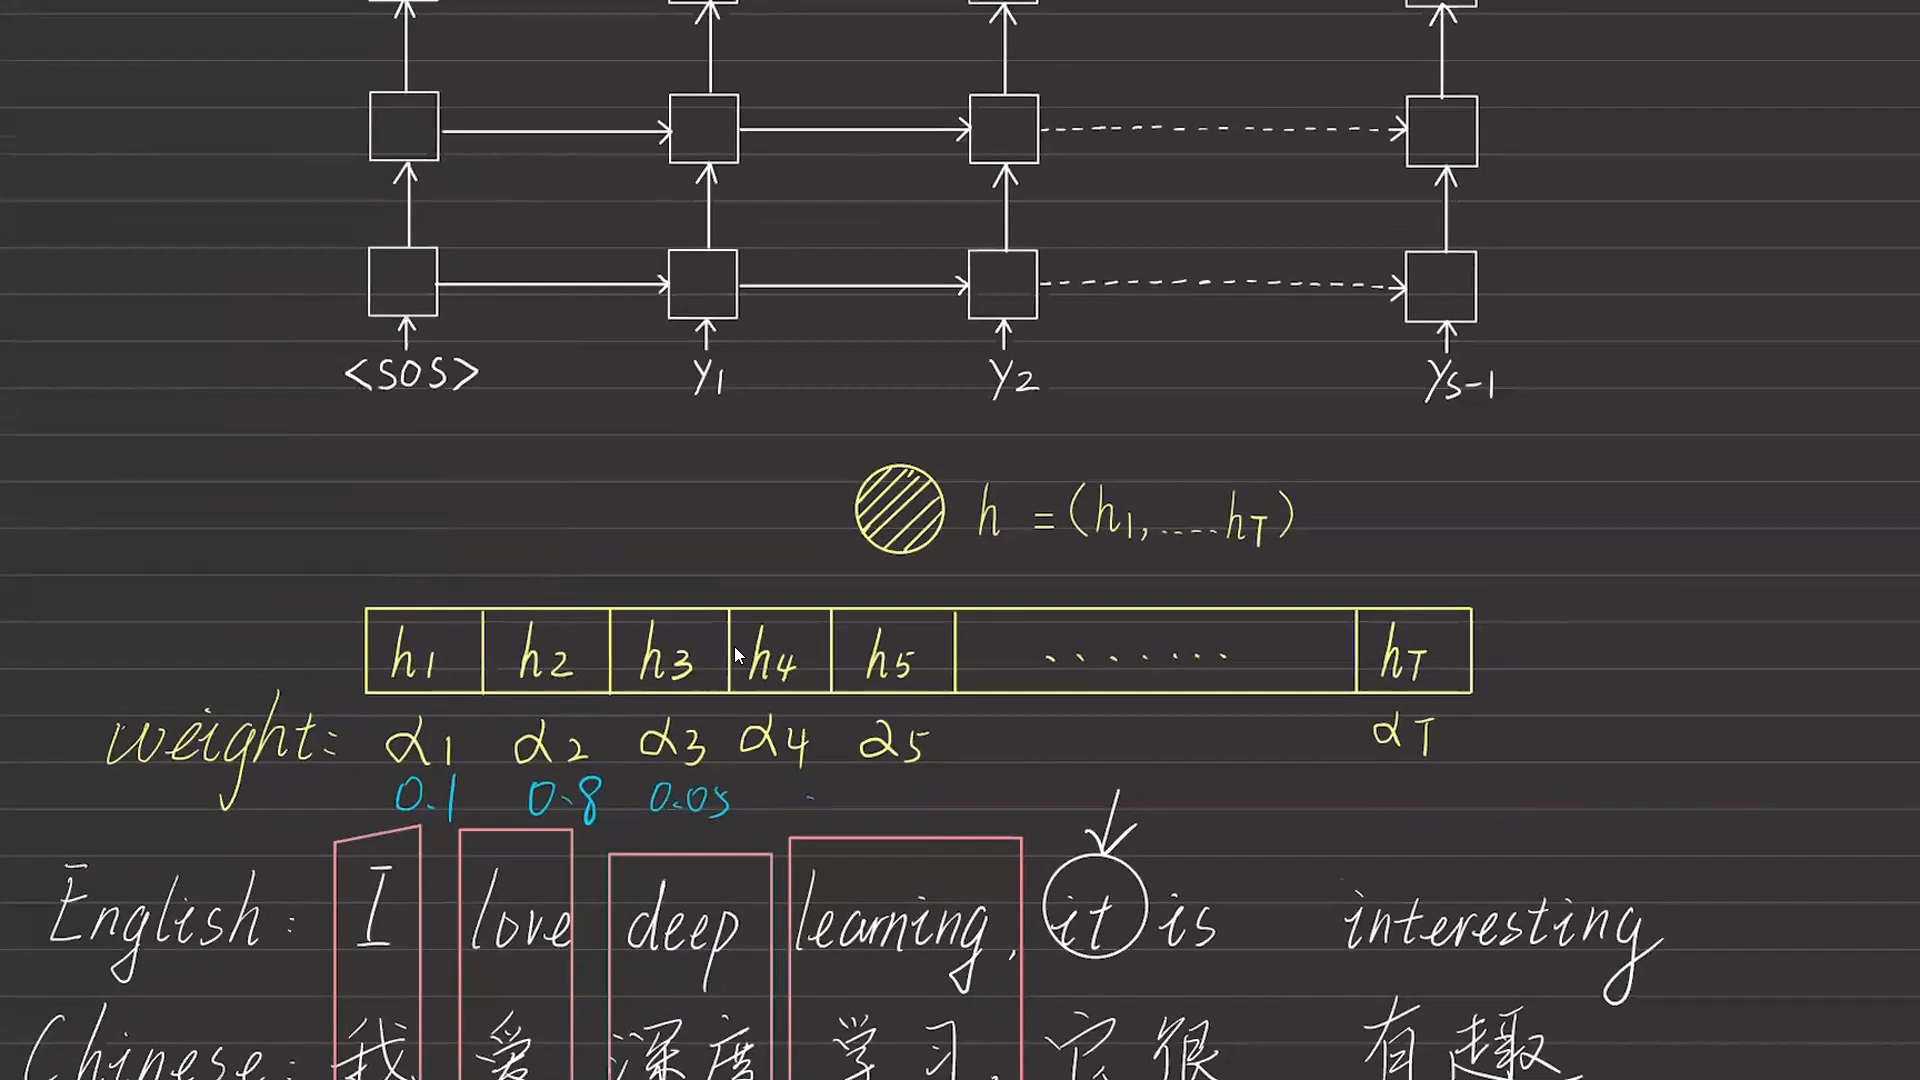 <SOS> y1 y2 ys-1
h = (h1, .... hT)
h1 h2 h3 h4 h5 ....... hT
weight: α1 α2 α3 α4 α5 αT
0.1 0.8 0.05
English: I love deep learning, it is interesting
Chinese: 我 爱 深度 学习, 它 很 有趣